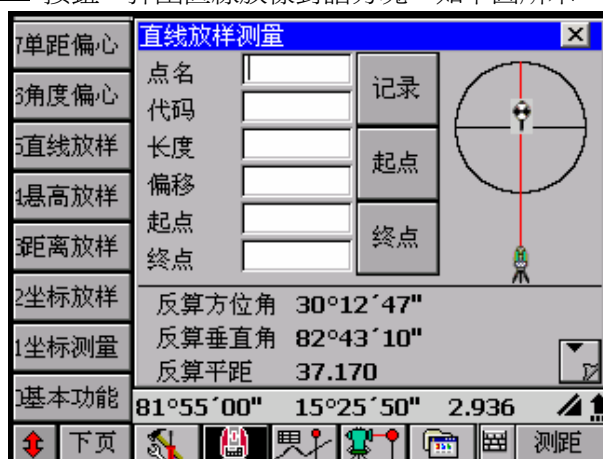 直线放样测量
7单距偏心
6角度偏心
5直线放样
4悬高放样
3距离放样
2坐标放样
1坐标测量
0基本功能
下页
点名
代码
长度
偏移
起点
终点
记录
起点
终点
反算方位角 30°12′47"
反算垂直角 82°43′10"
反算平距 37.170
81°55′00" 15°25′50" 2.936
测距